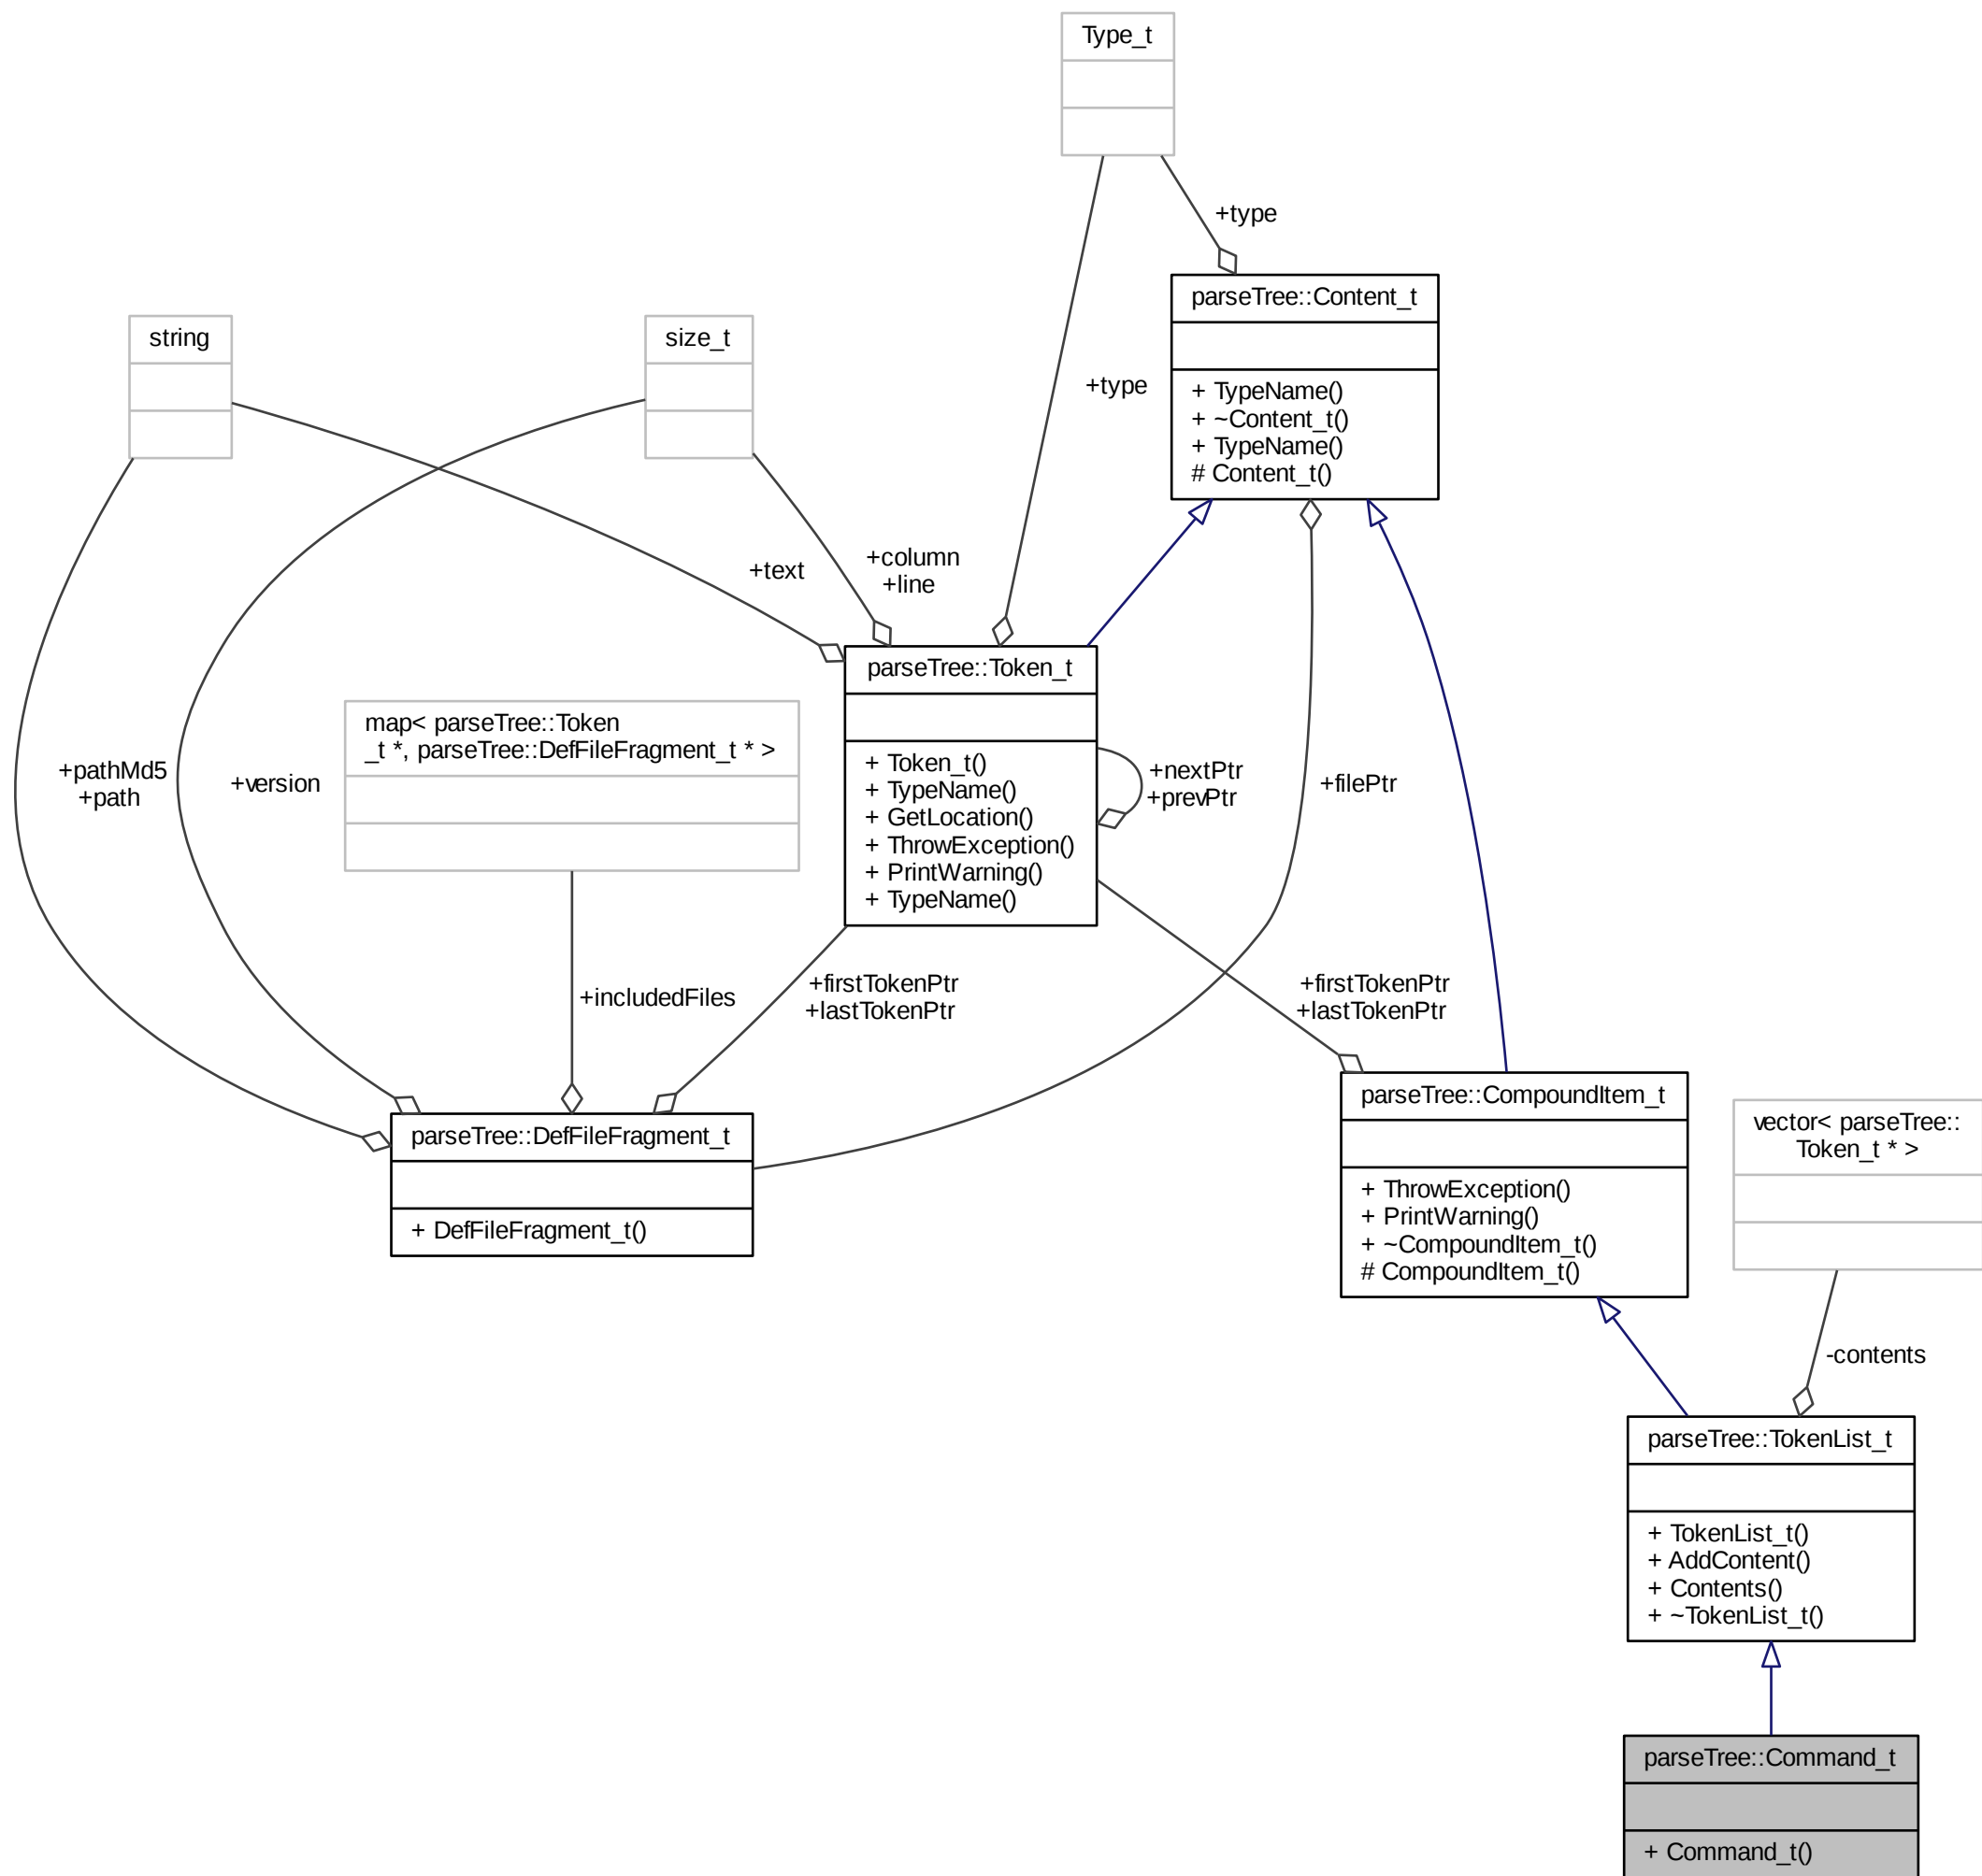 Type_t
+type
parseTree::Content_t
+ TypeName()
+ ~Content_t()
+ TypeName()
# Content_t()
string
size_t
+type
+text
+column
+line
parseTree::Token_t
+ Token_t()
+ TypeName()
+ GetLocation()
+ ThrowException()
+ PrintWarning()
+ TypeName()
map< parseTree::Token
_t *, parseTree::DefFileFragment_t * >
+pathMd5
+path
+version
+nextPtr
+prevPtr
+filePtr
+includedFiles
+firstTokenPtr
+lastTokenPtr
+firstTokenPtr
+lastTokenPtr
parseTree::DefFileFragment_t
+ DefFileFragment_t()
parseTree::CompoundItem_t
+ ThrowException()
+ PrintWarning()
+ ~CompoundItem_t()
# CompoundItem_t()
vector< parseTree::
Token_t * >
-contents
parseTree::TokenList_t
+ TokenList_t()
+ AddContent()
+ Contents()
+ ~TokenList_t()
parseTree::Command_t
+ Command_t()